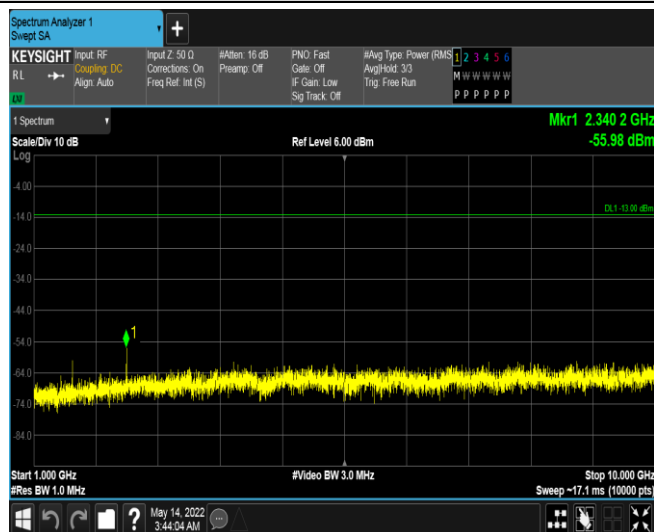 Spectrum Analyzer 1
Swept SA
+
KEYSIGHT Input: RF Input Z: 50 Ω #Atten: 16 dB PNO: Fast #Avg Type: Power (RMS 1 2 3 4 5 6
RL Coupling: DC Corrections: On Preamp: Off Gate: Off Avg|Hold: 3/3 M W W W W W
Align: Auto Freq Ref: Int (S) IF Gain: Low Trig: Free Run
Sig Track: Off P P P P P P
LXI
1 Spectrum
Mkr1 2.340 2 GHz
Scale/Div 10 dB Ref Level 6.00 dBm -55.98 dBm
Log
-4.00
DL1 -13.00 dBm
-14.0
-24.0
-34.0
-44.0
1
-54.0
-64.0
-74.0
-84.0
Start 1.000 GHz #Video BW 3.0 MHz Stop 10.000 GHz
#Res BW 1.0 MHz Sweep ~17.1 ms (10000 pts)
? May 14, 2022
3:44:04 AM